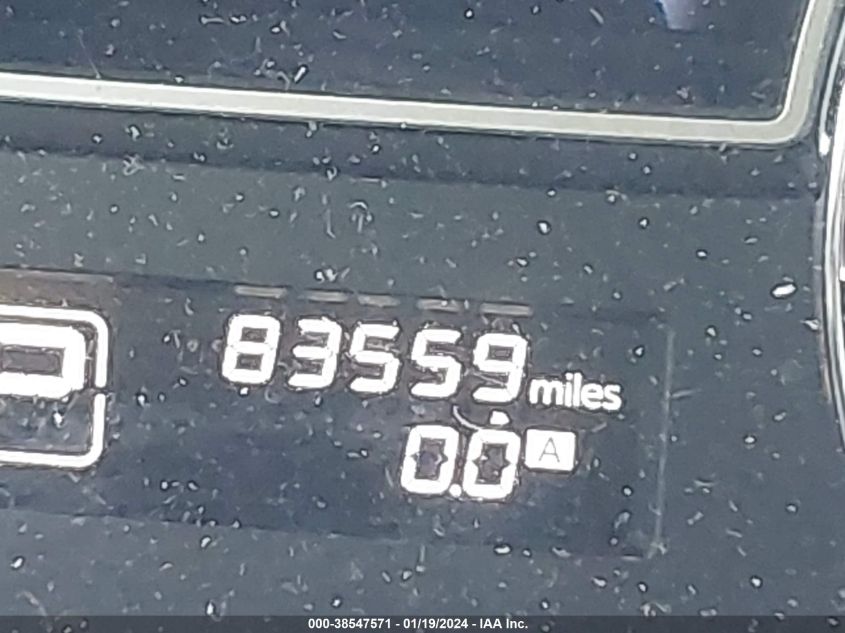 83559 miles
0.0 A
000-38547571 - 01/19/2024 - IAA Inc.